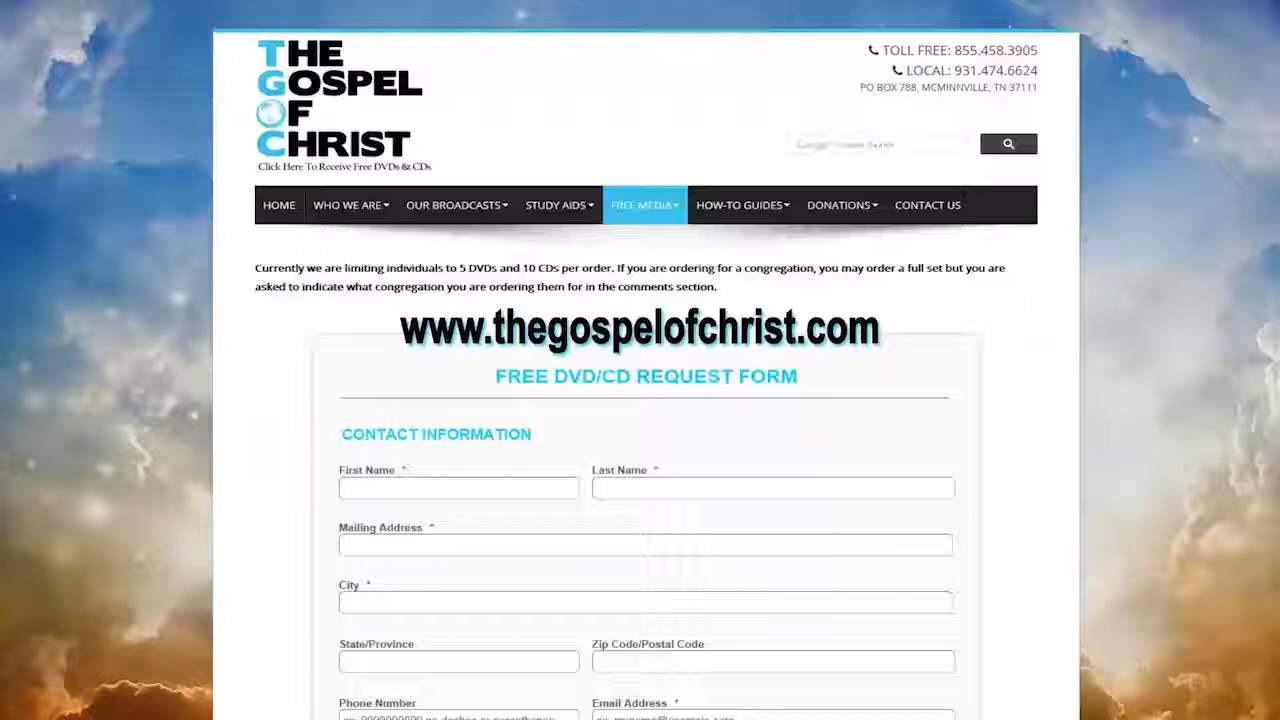 THE
GOSPEL
OF
CHRIST
Click Here To Receive Free DVDs & CDs
TOLL FREE: 855.458.3905
LOCAL: 931.474.6624
PO BOX 788, MCMINNVILLE, TN 37111
HOME WHO WE ARE OUR BROADCASTS STUDY AIDS FREE MEDIA HOW-TO GUIDES DONATIONS CONTACT US
Currently we are limiting individuals to 5 DVDs and 10 CDs per order. If you are ordering for a congregation, you may order a full set but you are
asked to indicate what congregation you are ordering them for in the comments section.
www.thegospelofchrist.com
FREE DVD/CD REQUEST FORM
CONTACT INFORMATION
First Name * Last Name *
Mailing Address *
City *
State/Province Zip Code/Postal Code
Phone Number Email Address *